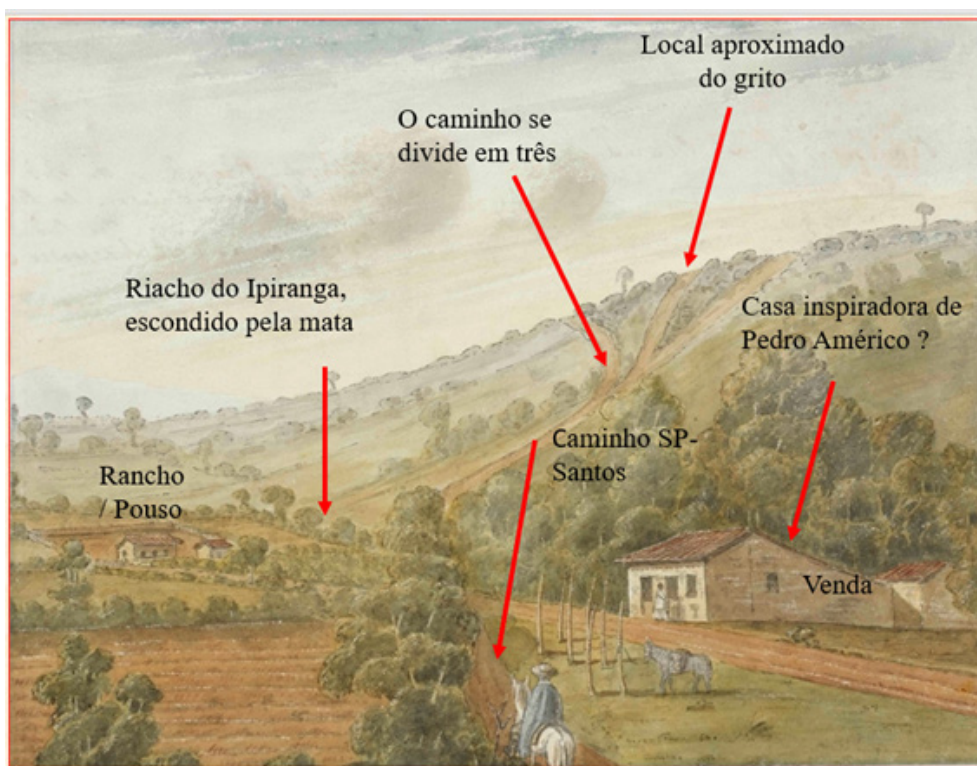 Local aproximado
do grito
O caminho se
divide em três
Riacho do Ipiranga,
escondido pela mata
Casa inspiradora de
Pedro Américo ?
Caminho SP-
Santos
Rancho
/ Pouso
Venda